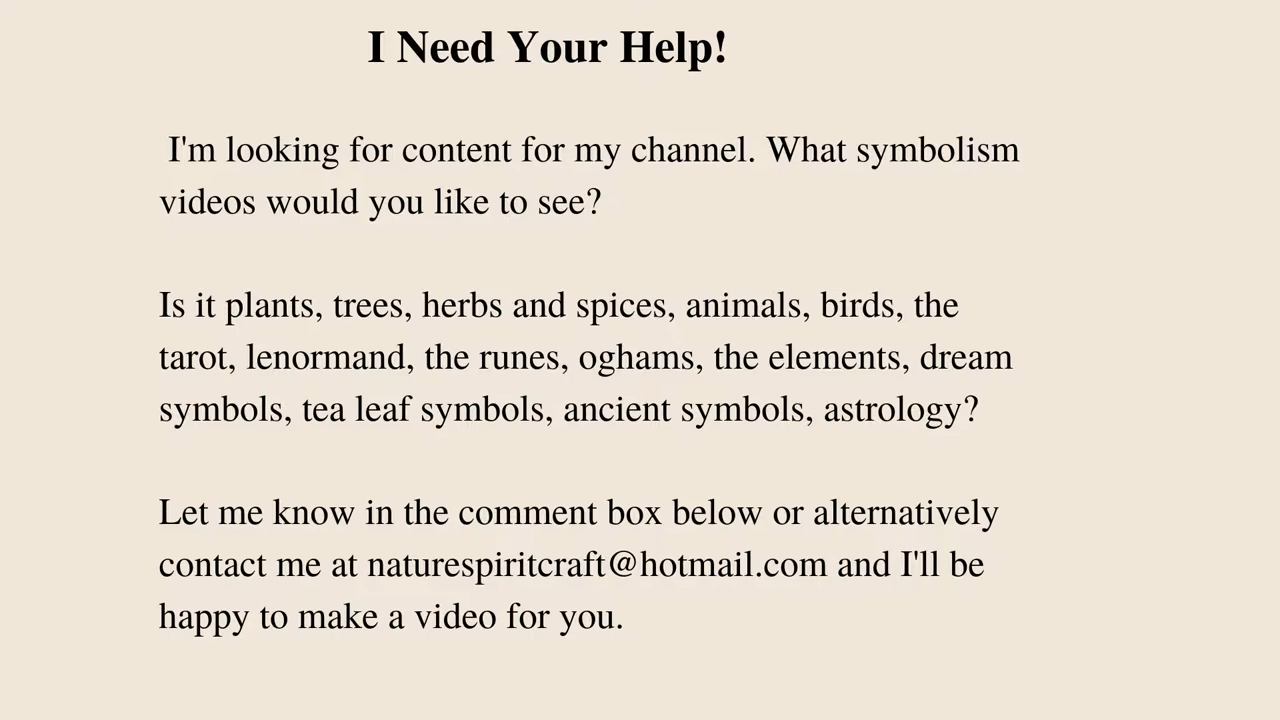 I Need Your Help!
I'm looking for content for my channel. What symbolism
videos would you like to see?
Is it plants, trees, herbs and spices, animals, birds, the
tarot, lenormand, the runes, oghams, the elements, dream
symbols, tea leaf symbols, ancient symbols, astrology?
Let me know in the comment box below or alternatively
contact me at naturespiritcraft@hotmail.com and I'll be
happy to make a video for you.